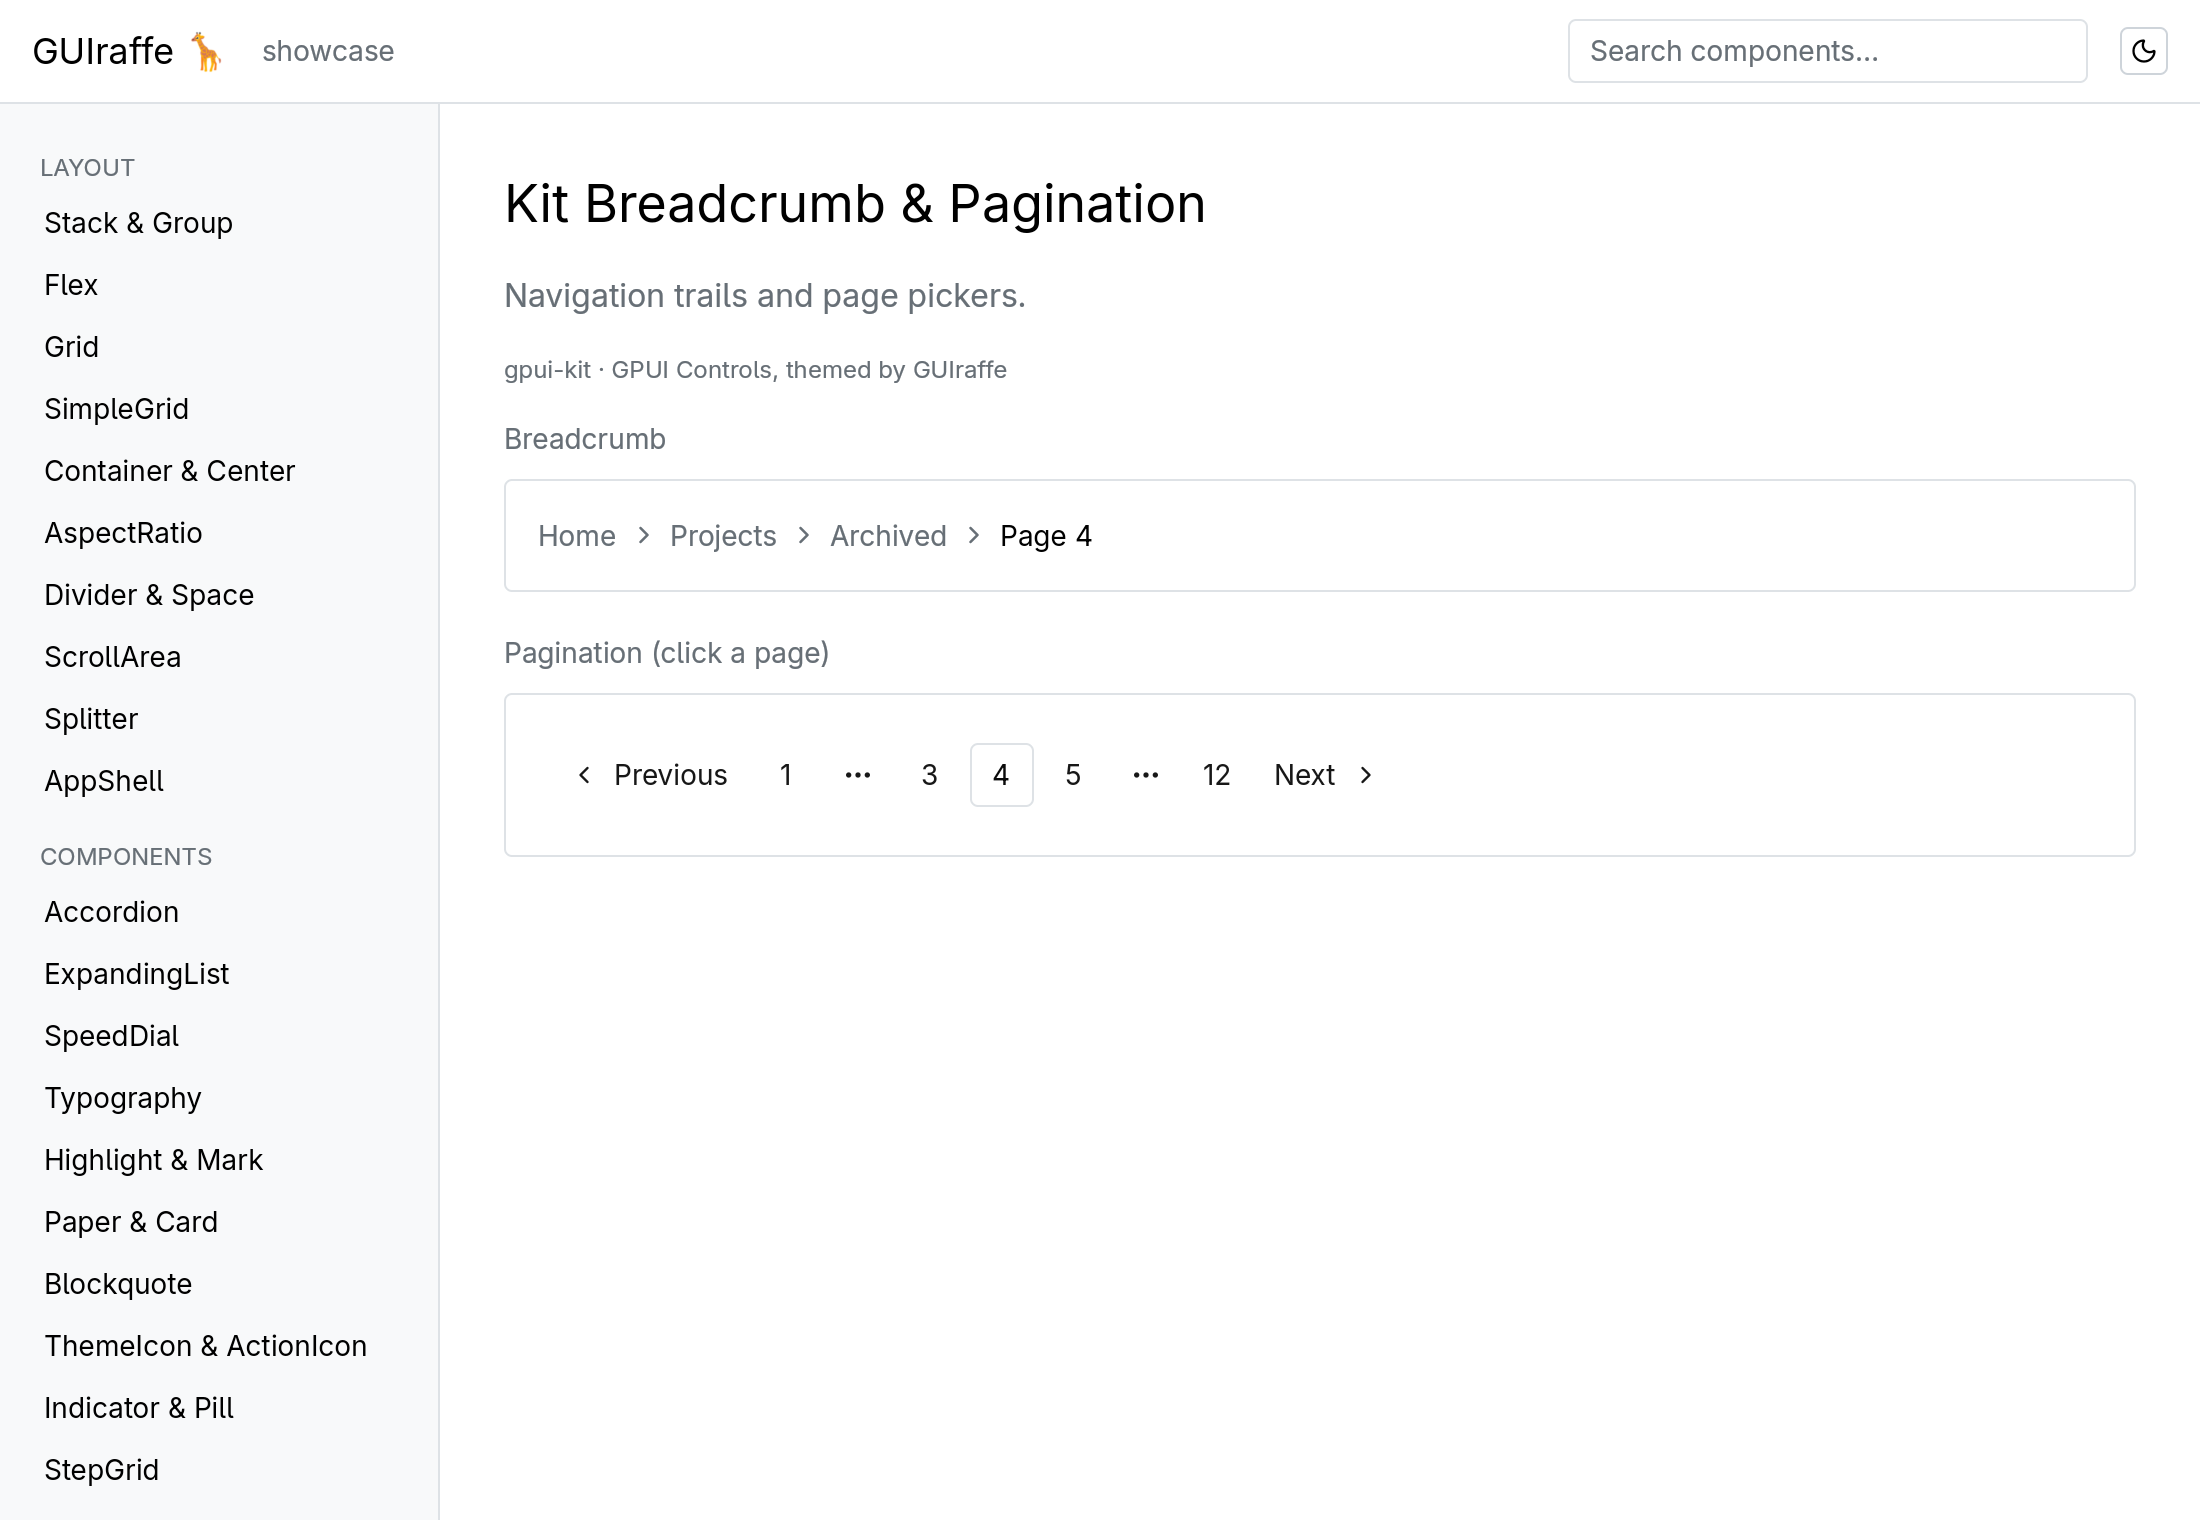 GUIraffe 🦒 showcase
Search components...
LAYOUT
Stack & Group
Flex
Grid
SimpleGrid
Container & Center
AspectRatio
Divider & Space
ScrollArea
Splitter
AppShell
COMPONENTS
Accordion
ExpandingList
SpeedDial
Typography
Highlight & Mark
Paper & Card
Blockquote
ThemeIcon & ActionIcon
Indicator & Pill
StepGrid
Kit Breadcrumb & Pagination
Navigation trails and page pickers.
gpui-kit · GPUI Controls, themed by GUIraffe
Breadcrumb
Home > Projects > Archived > Page 4
Pagination (click a page)
< Previous 1 ••• 3 4 5 ••• 12 Next >